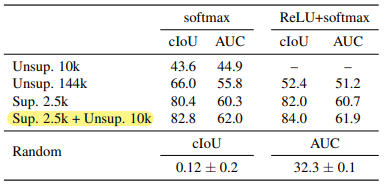 softmax ReLU+softmax
cIoU AUC cIoU AUC
Unsup. 10k 43.6 44.9 – –
Unsup. 144k 66.0 55.8 52.4 51.2
Sup. 2.5k 80.4 60.3 82.0 60.7
Sup. 2.5k + Unsup. 10k 82.8 62.0 84.0 61.9
Random cIoU AUC
0.12 ± 0.2 32.3 ± 0.1